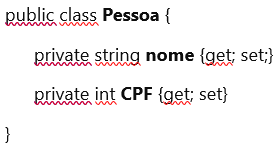 public class Pessoa {
private string nome {get; set;}
private int CPF {get; set}
}